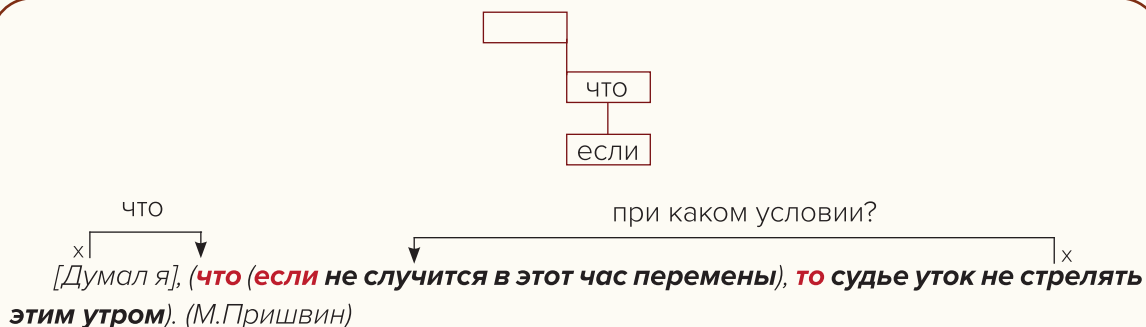 что
если
что
при каком условии?
х
х
[Думал я], (что (если не случится в этот час перемены), то судье уток не стрелять
этим утром). (М.Пришвин)